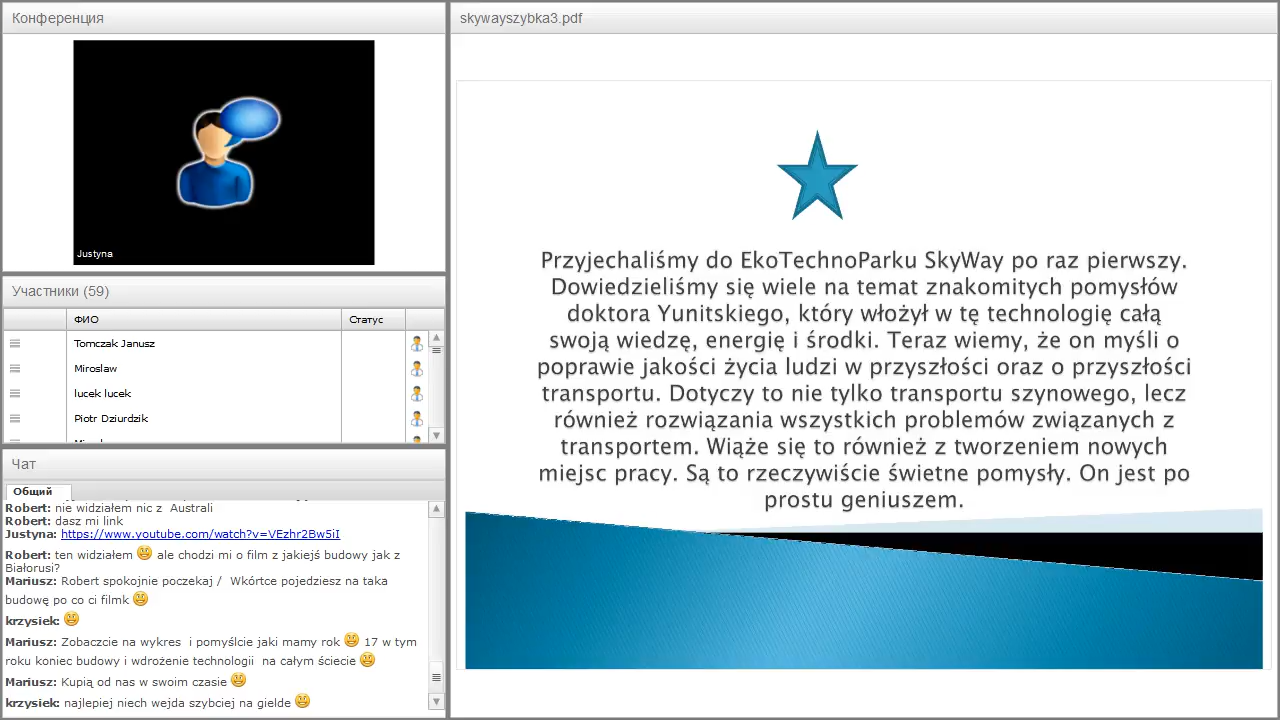 Конференция
Justyna
Участники (59)
ФИО
Статус
Tomczak Janusz
Miroslaw
lucek lucek
Piotr Dziurdzik
Чат
Общий
Robert: nie widziałem nic z Australi
Robert: dasz mi link
Justyna: https://www.youtube.com/watch?v=VEzhr2Bw5iI
Robert: ten widziałem ale chodzi mi o film z jakiejś budowy jak z
Białorusi?
Mariusz: Robert spokojnie poczekaj / Wkórtce pojedziesz na taka
budowę po co ci filmk
krzysiek:
Mariusz: Zobaczcie na wykres i pomyślcie jaki mamy rok 17 w tym
roku koniec budowy i wdrożenie technologii na całym ściecie
Mariusz: Kupią od nas w swoim czasie
krzysiek: najlepiej niech wejda szybciej na gielde
skywayszybka3.pdf
Przyjechaliśmy do EkoTechnoParku SkyWay po raz pierwszy.
Dowiedzieliśmy się wiele na temat znakomitych pomysłów
doktora Yunitskiego, który włożył w tę technologię całą
swoją wiedzę, energię i środki. Teraz wiemy, że on myśli o
poprawie jakości życia ludzi w przyszłości oraz o przyszłości
transportu. Dotyczy to nie tylko transportu szynowego, lecz
również rozwiązania wszystkich problemów związanych z
transportem. Wiąże się to również z tworzeniem nowych
miejsc pracy. Są to rzeczywiście świetne pomysły. On jest po
prostu geniuszem.